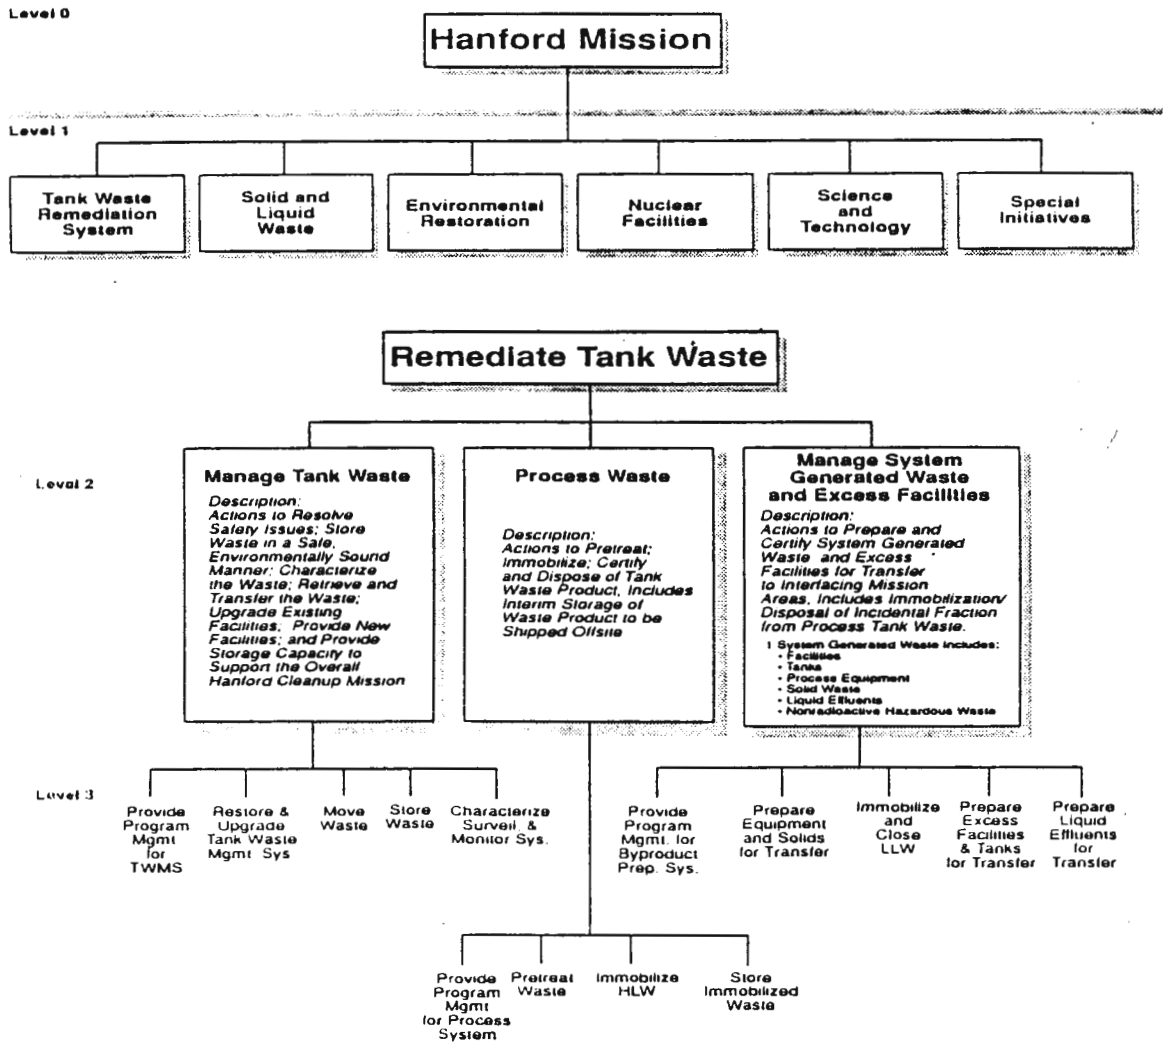 Level 0
Hanford Mission
Level 1
Tank Waste
Remediation
System
Solid and
Liquid
Waste
Environmental
Restoration
Nuclear
Facilities
Science
and
Technology
Special
Initiatives
Remediate Tank Waste
Level 2
Manage Tank Waste
Description:
Actions to Resolve
Safety Issues; Store
Waste in a Safe,
Environmentally Sound
Manner; Characterize
the Waste; Retrieve and
Transfer the Waste;
Upgrade Existing
Facilities; Provide New
Facilities; and Provide
Storage Capacity to
Support the Overall
Hanford Cleanup Mission
Process Waste
Description:
Actions to Pretreat;
Immobilize; Certify
and Dispose of Tank
Waste Product, Includes
Interim Storage of
Waste Product to be
Shipped Offsite
Manage System
Generated Waste
and Excess Facilities
Description:
Actions to Prepare and
Certify System Generated
Waste and Excess
Facilities for Transfer
to Interfacing Mission
Areas, Includes Immobilization/
Disposal of Incidental Fraction
from Process Tank Waste.
1 System Generated Waste Includes:
• Facilities
• Tanks
• Process Equipment
• Solid Waste
• Liquid Effluents
• Nonradioactive Hazardous Waste
Level 3
Provide
Program
Mgmt
for
TWMS
Restore &
Upgrade
Tank Waste
Mgmt Sys
Move
Waste
Store
Waste
Characterize
Surveil, &
Monitor Sys.
Provide
Program
Mgmt. for
Byproduct
Prep. Sys.
Prepare
Equipment
and Solids
for Transfer
Immobilize
and
Close
LLW
Prepare
Excess
Facilities
& Tanks
for Transfer
Prepare
Liquid
Effluents
for
Transfer
Provide
Program
Mgmt
for Process
System
Pretreat
Waste
Immobilize
HLW
Store
Immobilized
Waste